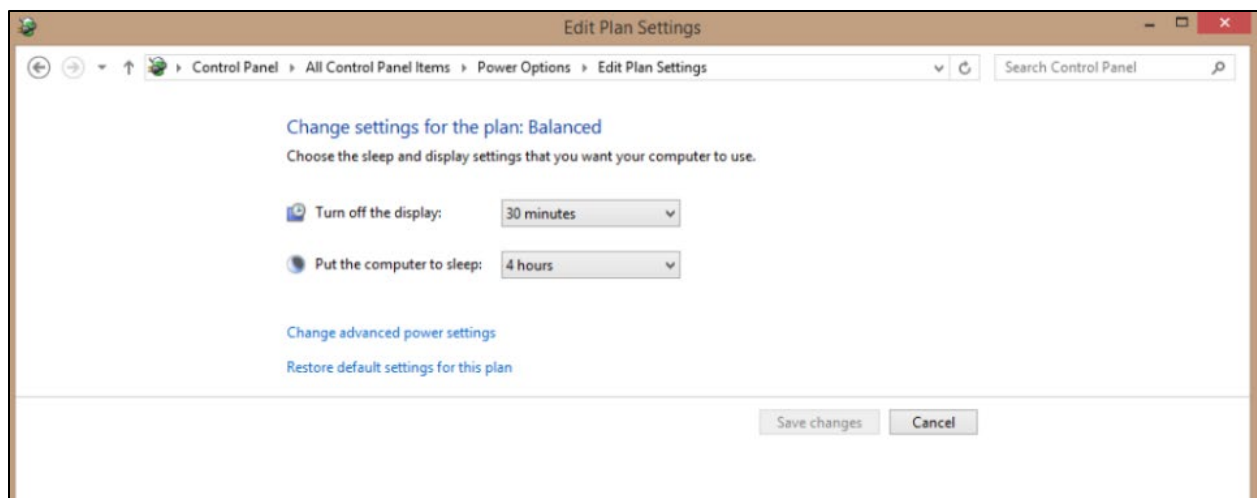 Edit Plan Settings
Control Panel All Control Panel Items Power Options Edit Plan Settings Search Control Panel
Change settings for the plan: Balanced
Choose the sleep and display settings that you want your computer to use.
Turn off the display: 30 minutes
Put the computer to sleep: 4 hours
Change advanced power settings
Restore default settings for this plan
Save changes Cancel